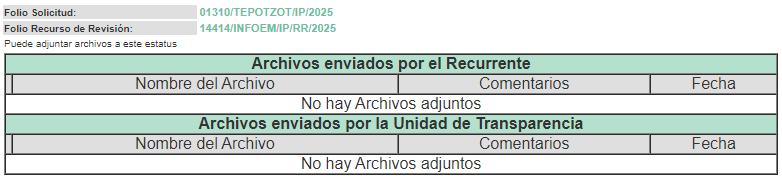 Folio Solicitud: 01310/TEPOTZOT/IP/2025
Folio Recurso de Revisión: 14414/INFOEM/IP/RR/2025
Puede adjuntar archivos a este estatus
Archivos enviados por el Recurrente
Nombre del Archivo Comentarios Fecha
No hay Archivos adjuntos
Archivos enviados por la Unidad de Transparencia
Nombre del Archivo Comentarios Fecha
No hay Archivos adjuntos